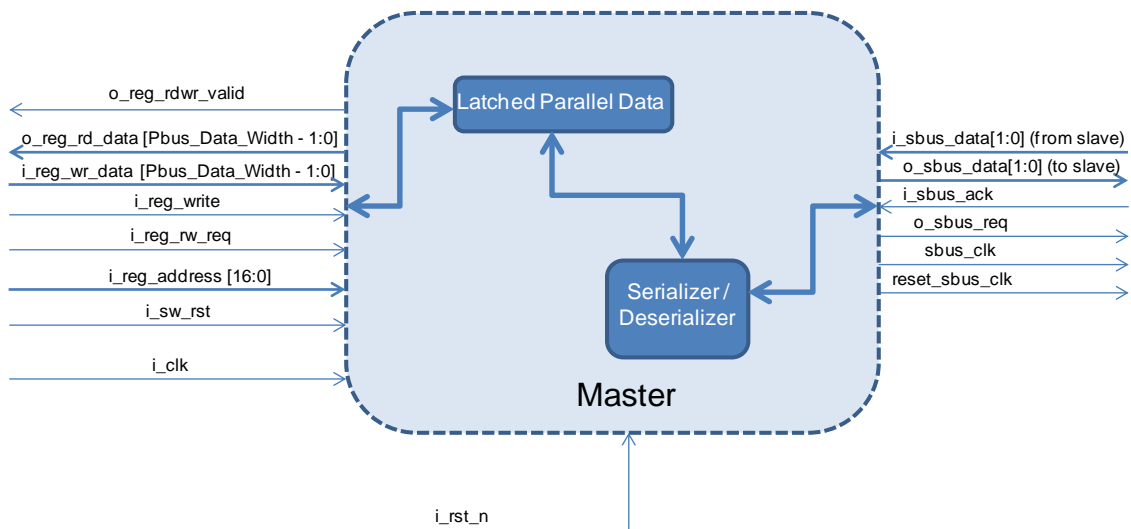 o_reg_rdwr_valid
o_reg_rd_data [Pbus_Data_Width - 1:0]
i_reg_wr_data [Pbus_Data_Width - 1:0]
i_reg_write
i_reg_rw_req
i_reg_address [16:0]
i_sw_rst
i_clk
Latched Parallel Data
Serializer /
Deserializer
Master
i_sbus_data[1:0] (from slave)
o_sbus_data[1:0] (to slave)
i_sbus_ack
o_sbus_req
sbus_clk
reset_sbus_clk
i_rst_n